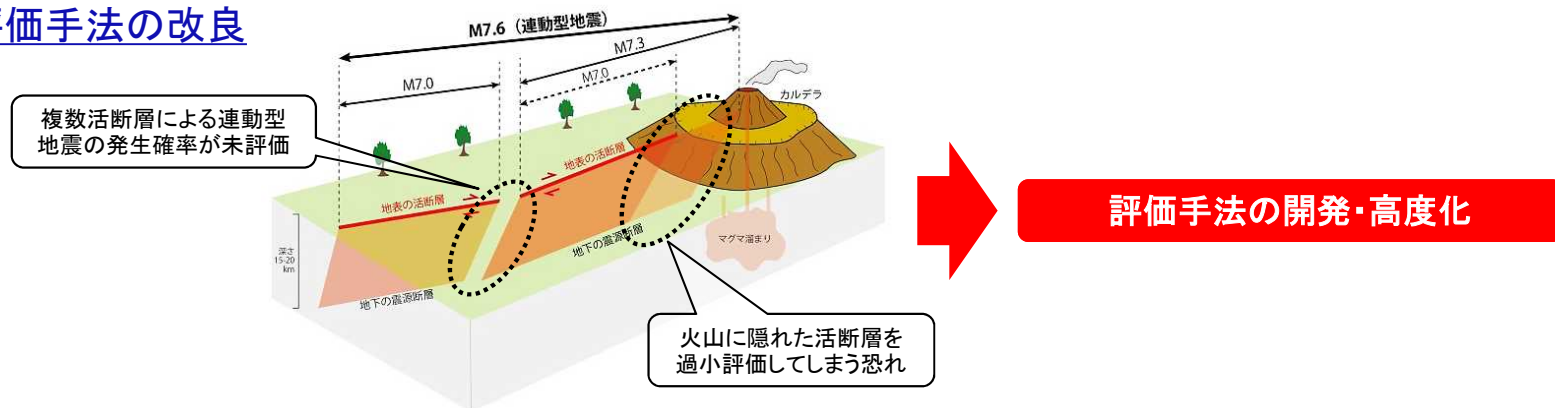 価手法の改良
M7.6（連動型地震）
M7.3
M7.0
M7.0
カルデラ
複数活断層による連動型
地震の発生確率が未評価
地表の活断層
地表の活断層
評価手法の開発・高度化
深さ
15-20
km
マグマ溜まり
地下の震源断層
地下の震源断層
火山に隠れた活断層を
過小評価してしまう恐れ